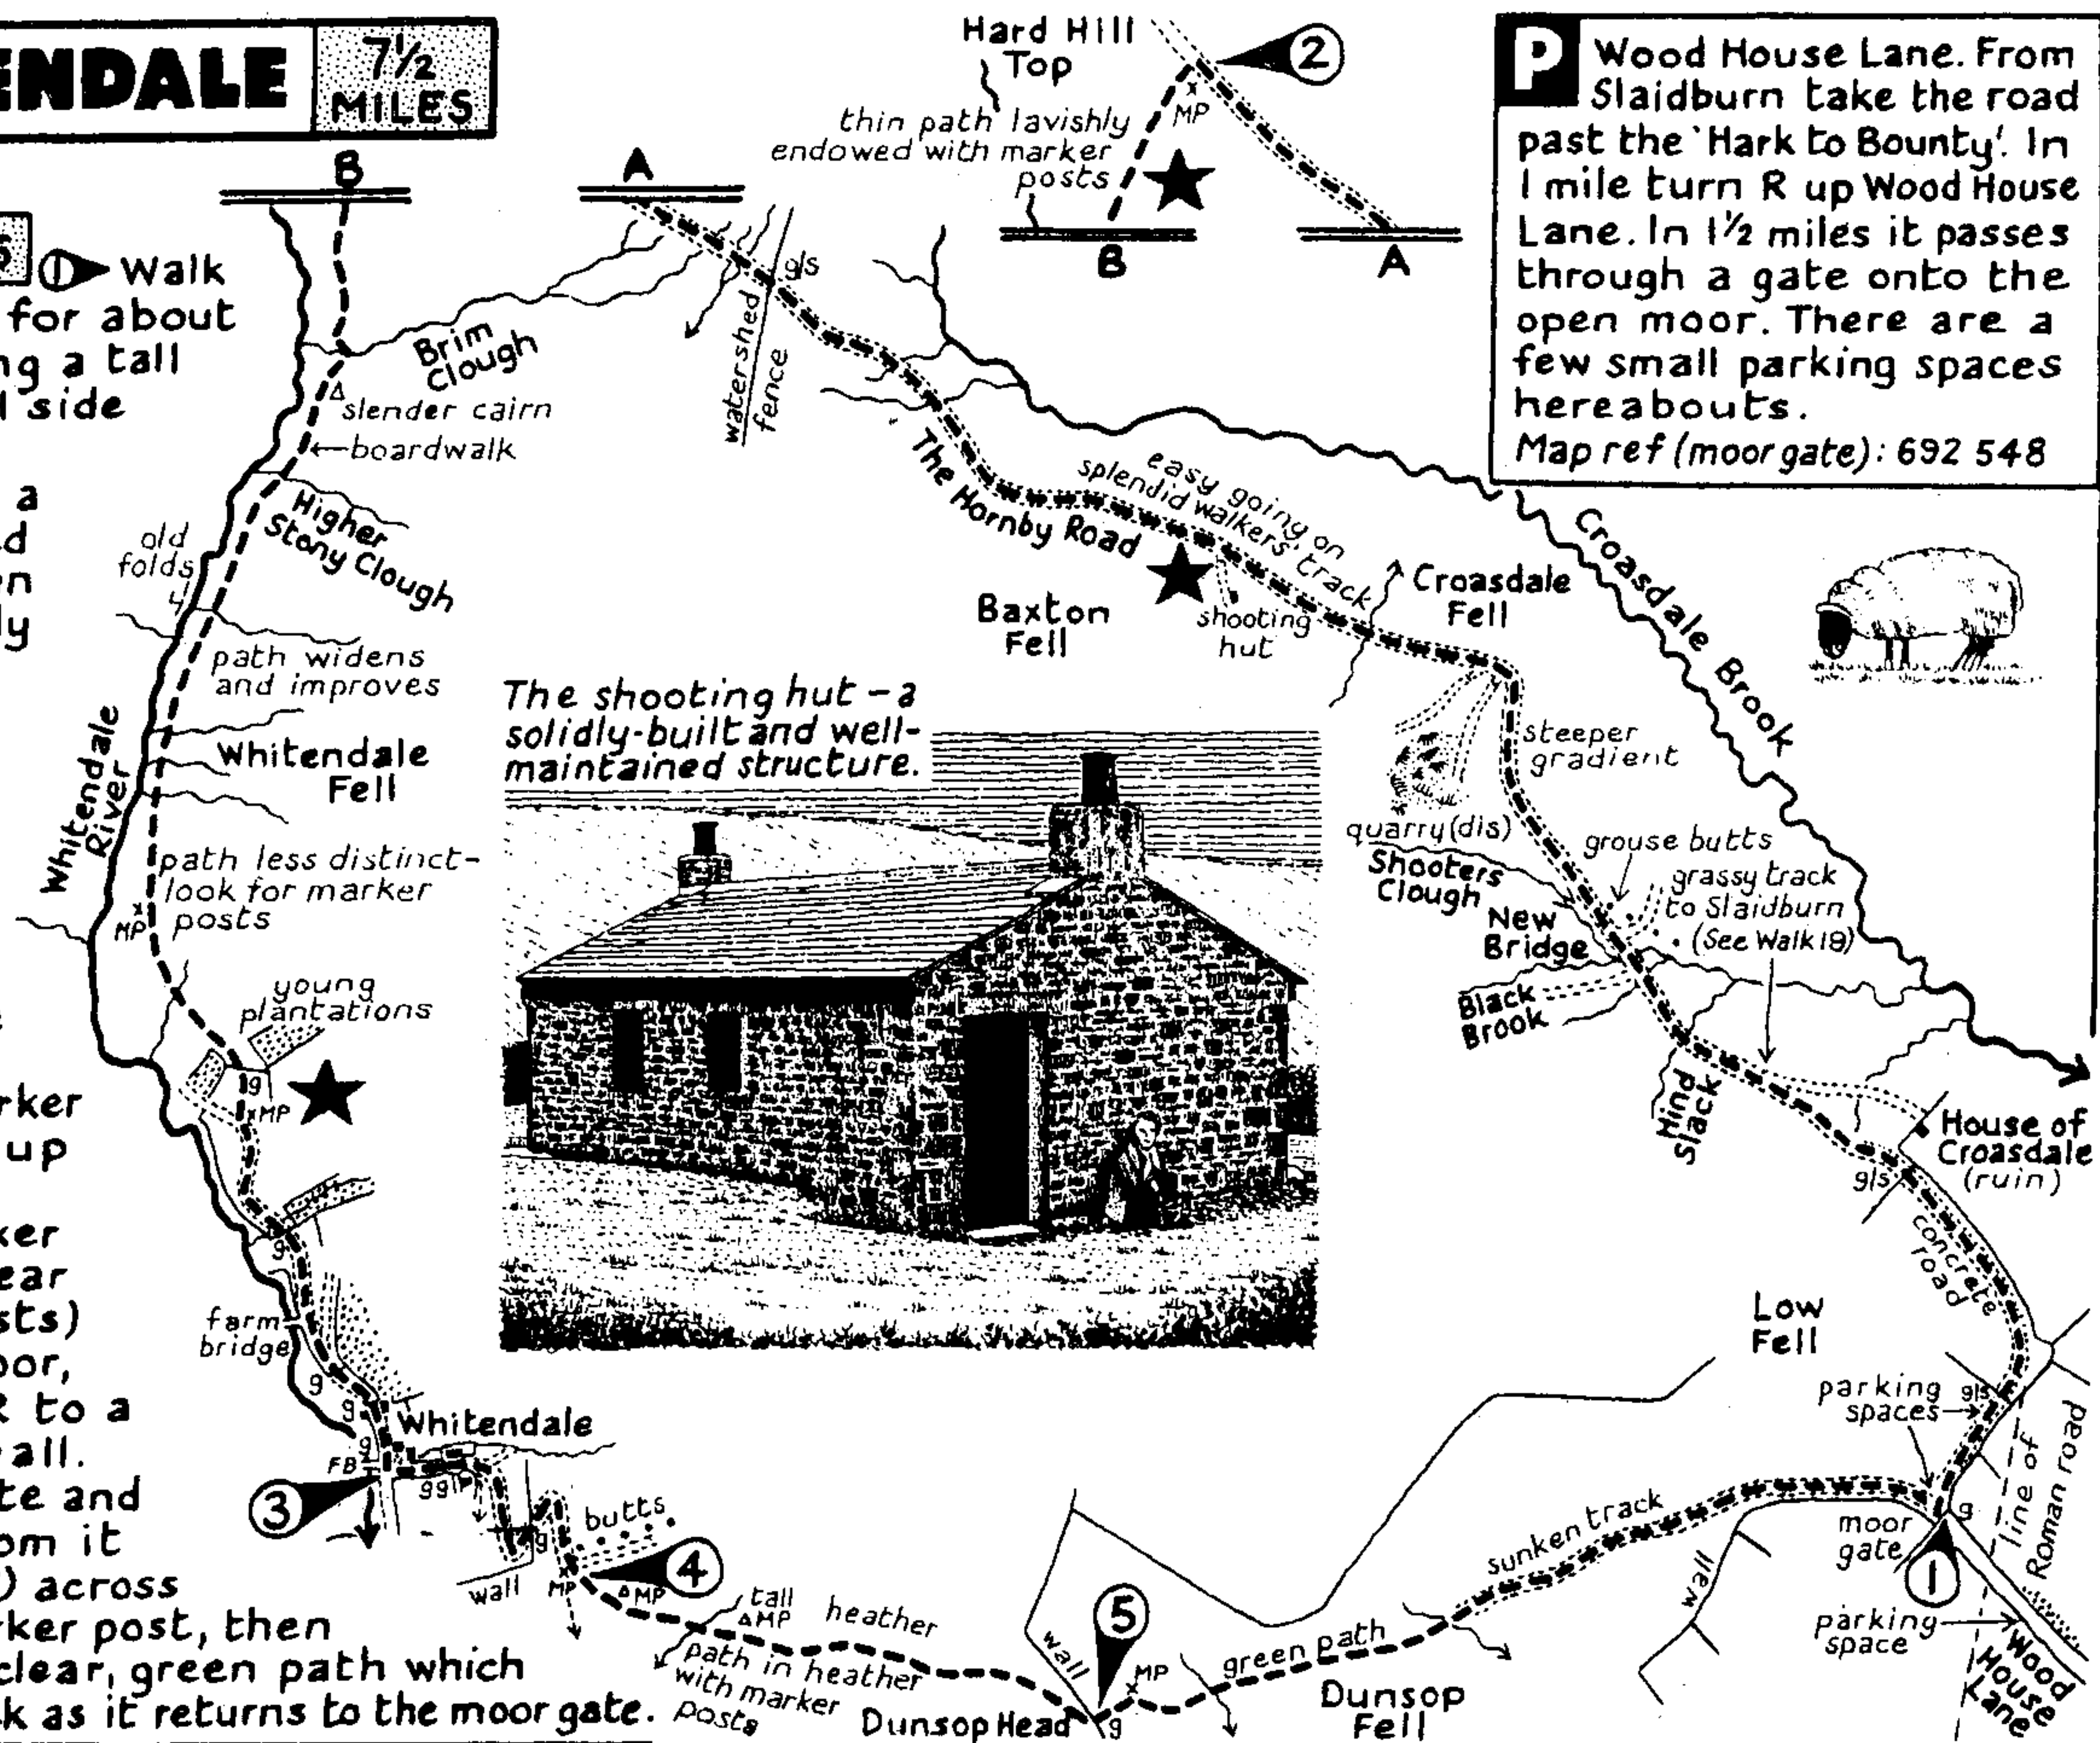 ENDALE
7½
MILES
① Walk
for about
ng a tall
side
a
d
en
ly
rker
up
ker
ear
sts)
oor,
R to a
all.
te and
om it
) across
ker post, then
clear, green path which
k as it returns to the moor gate.
Hard Hill
Top
②
MP
thin path lavishly
endowed with marker
posts
B
A
B
A
P Wood House Lane. From
Slaidburn take the road
past the 'Hark to Bounty'. In
1 mile turn R up Wood House
Lane. In 1½ miles it passes
through a gate onto the
open moor. There are a
few small parking spaces
hereabouts.
Map ref (moor gate): 692 548
g/s
watershed
fence
Brim
Clough
slender cairn
boardwalk
Higher
Stony Clough
old
folds
path widens
and improves
Whitendale
River
Whitendale
Fell
path less distinct-
look for marker
posts
MP
young
plantations
g
MP
g
farm
bridge
g
g
g
FB
Whitendale
③
gg
g
wall
butts
MP
④
MP
MP
tall heather
path in heather
with marker
posts
Dunsop Head
wall
⑤
g
MP
green path
Dunsop
Fell
sunken track
wall
moor
gate
g
①
parking
space
Wood
House
Lane
line of
Roman road
parking
spaces
g/s
Low
Fell
concrete
road
g/s
House of
Croasdale
(ruin)
Hind
Slack
Black
Brook
New
Bridge
Shooters
Clough
grouse butts
grassy track
to Slaidburn
(See Walk 19)
quarry (dis)
steeper
gradient
Croasdale
Fell
Croasdale Brook
shooting
hut
easy going on
splendid walkers' track
The Hornby Road
Baxton
Fell
The shooting hut – a
solidly-built and well-
maintained structure.